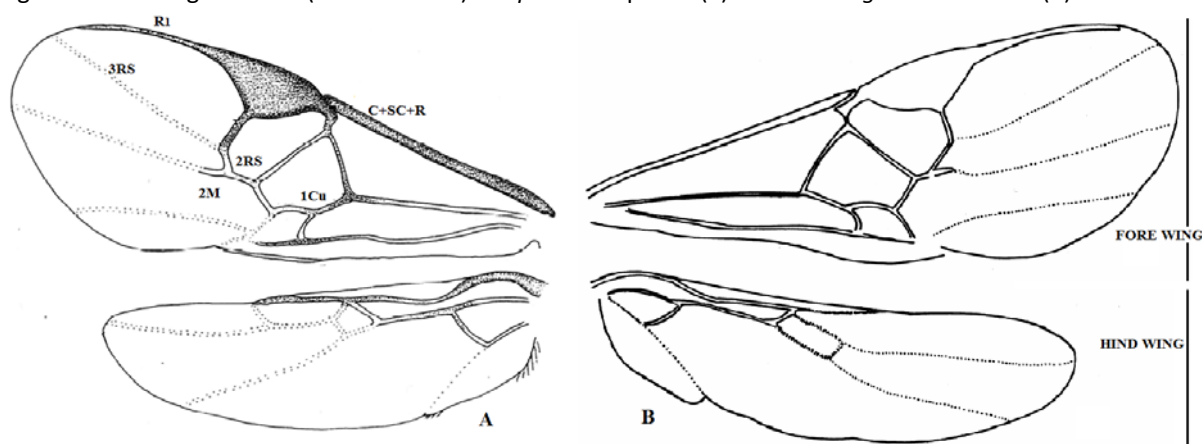 R1
3RS
C+SC+R
2RS
2M
1Cu
FORE WING
HIND WING
A
B